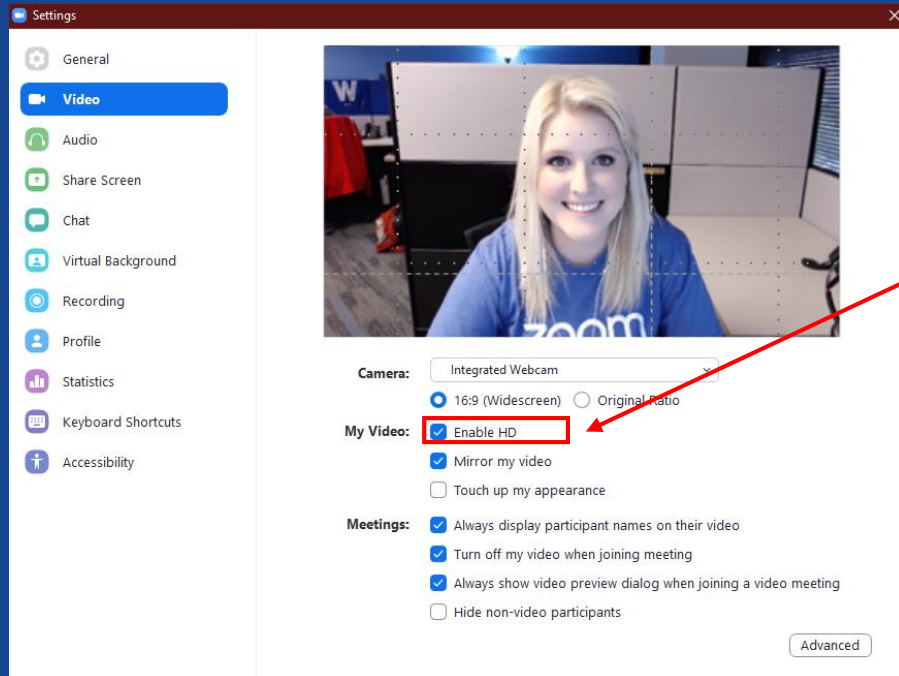 Settings
General
Video
Audio
Share Screen
Chat
Virtual Background
Recording
Profile
Statistics
Keyboard Shortcuts
Accessibility
W
zoom
Camera: Integrated Webcam
16:9 (Widescreen) Original Ratio
My Video: Enable HD
Mirror my video
Touch up my appearance
Meetings: Always display participant names on their video
Turn off my video when joining meeting
Always show video preview dialog when joining a video meeting
Hide non-video participants
Advanced